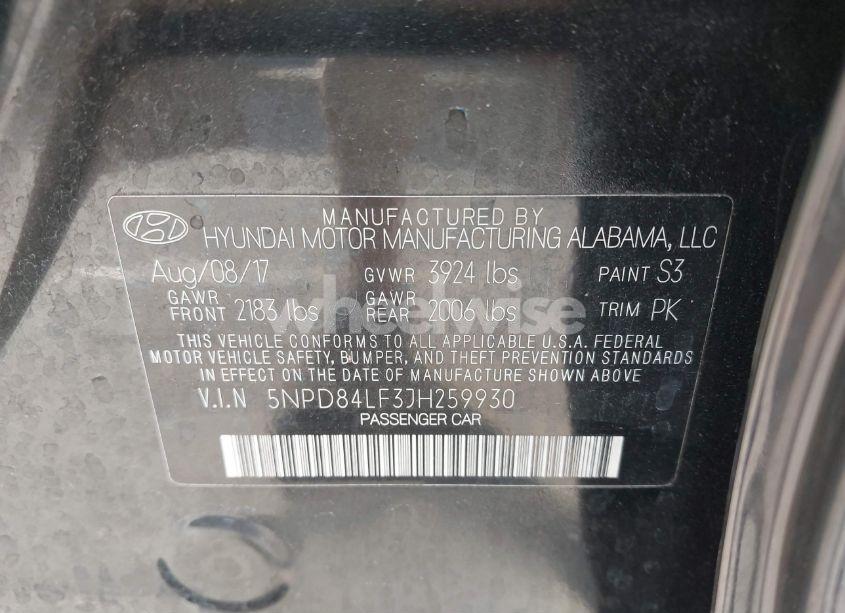 MANUFACTURED BY
HYUNDAI MOTOR MANUFACTURING ALABAMA, LLC
Aug/08/17 GVWR 3924 lbs PAINT S3
GAWR FRONT 2183 lbs GAWR REAR 2006 lbs TRIM PK
wheelwise
THIS VEHICLE CONFORMS TO ALL APPLICABLE U.S.A. FEDERAL
MOTOR VEHICLE SAFETY, BUMPER, AND THEFT PREVENTION STANDARDS
IN EFFECT ON THE DATE OF MANUFACTURE SHOWN ABOVE.
V.I.N 5NPD84LF3JH259930
PASSENGER CAR